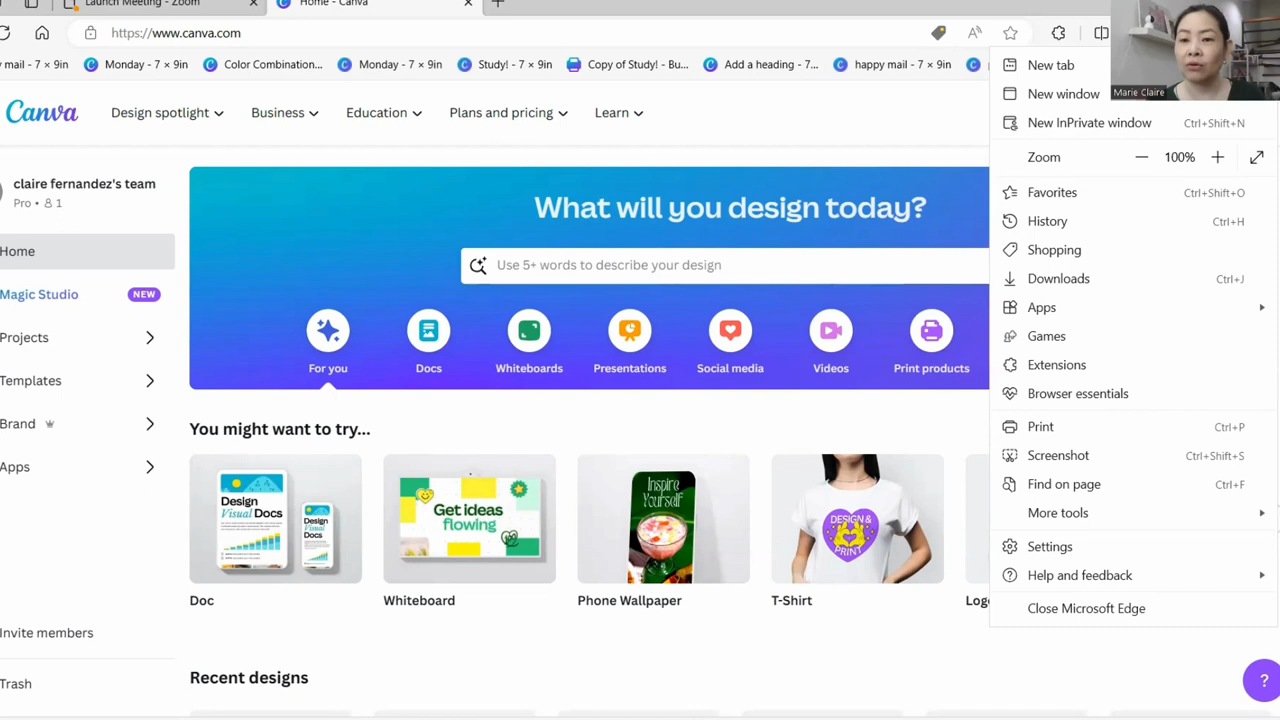 Launch Meeting - Zoom
Home - Canva
https://www.canva.com
mail - 7 × 9in
Monday - 7 × 9in
Color Combination...
Monday - 7 × 9in
Study! - 7 × 9in
Copy of Study! - Bu...
Add a heading - 7...
happy mail - 7 × 9in
Canva
Design spotlight
Business
Education
Plans and pricing
Learn
claire fernandez's team
Pro • 1
Home
Magic Studio NEW
Projects
Templates
Brand
Apps
Invite members
Trash
What will you design today?
Use 5+ words to describe your design
For you
Docs
Whiteboards
Presentations
Social media
Videos
Print products
You might want to try...
Design
Visual Docs
Design
Visual Docs
Get ideas
flowing
Inspire
Yourself
DESIGN &
PRINT
Doc
Whiteboard
Phone Wallpaper
T-Shirt
Recent designs
Marie Claire
New tab
New window
New InPrivate window Ctrl+Shift+N
Zoom 100%
Favorites Ctrl+Shift+O
History Ctrl+H
Shopping
Downloads Ctrl+J
Apps
Games
Extensions
Browser essentials
Print Ctrl+P
Screenshot Ctrl+Shift+S
Find on page Ctrl+F
More tools
Settings
Help and feedback
Close Microsoft Edge
?